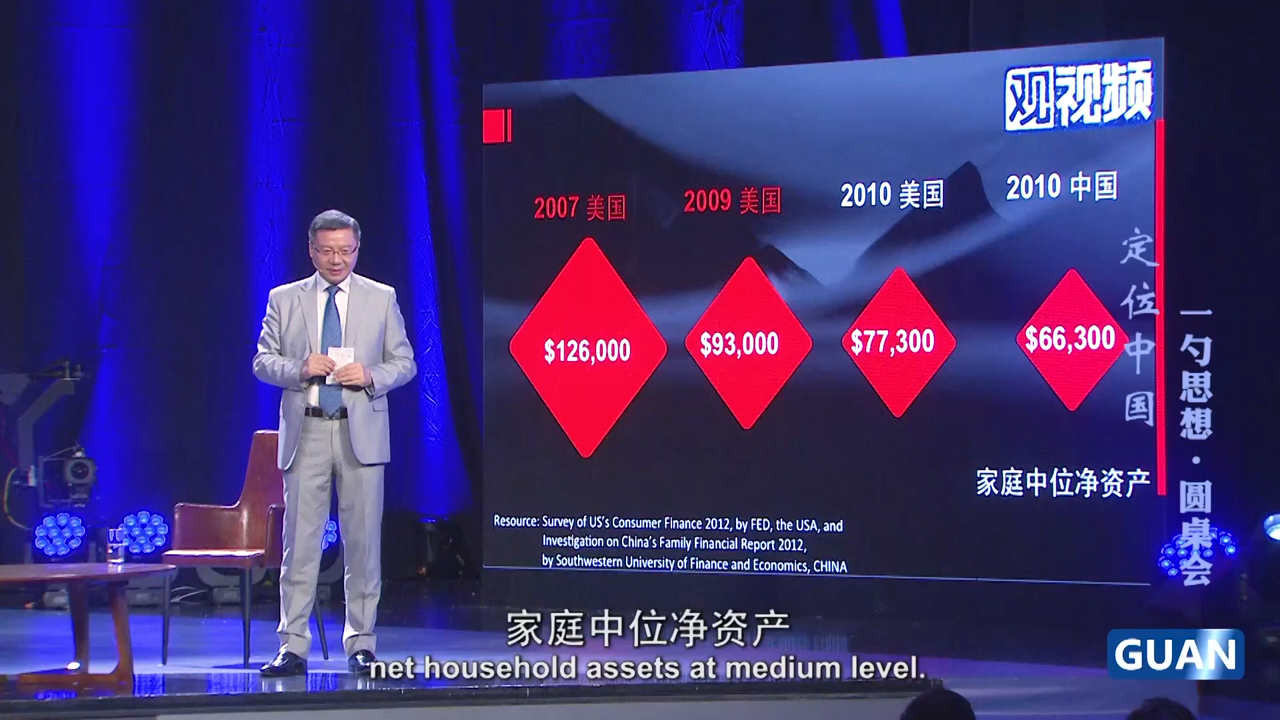 观视频
2007 美国
2009 美国
2010 美国
2010 中国
$126,000
$93,000
$77,300
$66,300
定位中国
一勺思想·圆桌会
家庭中位净资产
Resource: Survey of US's Consumer Finance 2012, by FED, the USA, and
Investigation on China's Family Financial Report 2012,
by Southwestern University of Finance and Economics, CHINA
家庭中位净资产
net household assets at medium level.
GUAN